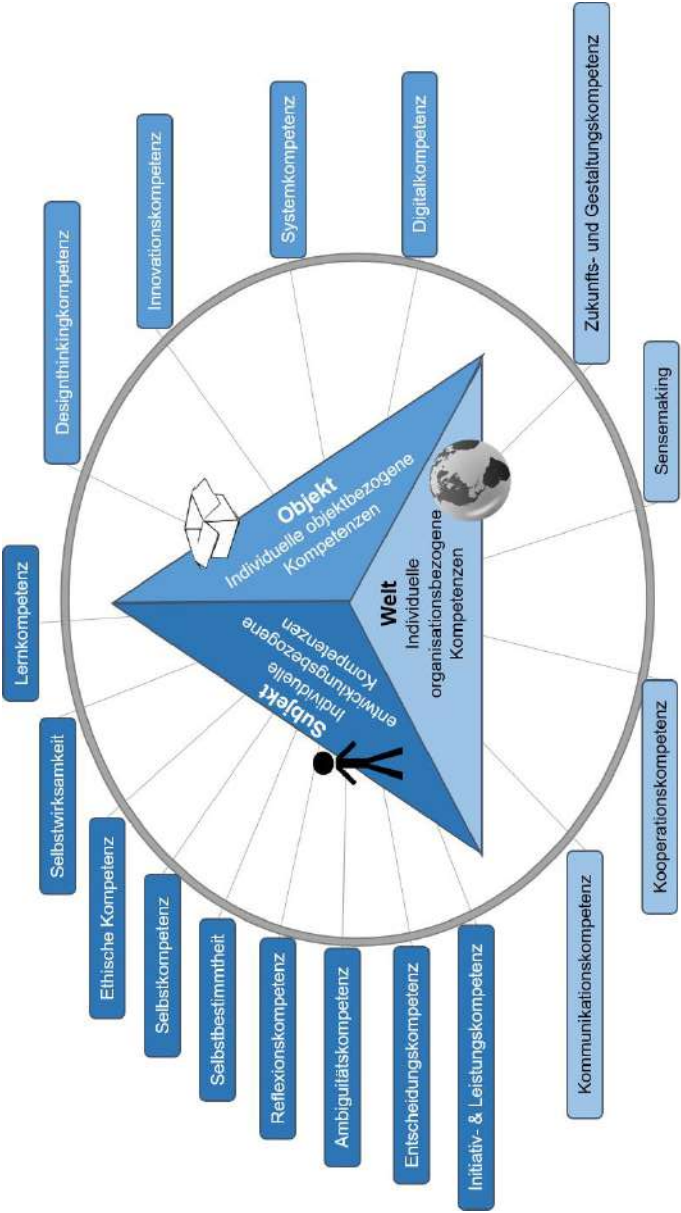 Lernkompetenz
Selbstwirksamkeit
Ethische Kompetenz
Selbstkompetenz
Selbstbestimmtheit
Reflexionskompetenz
Ambiguitätskompetenz
Entscheidungskompetenz
Initiativ- & Leistungskompetenz
Designthinkingkompetenz
Innovationskompetenz
Systemkompetenz
Digitalkompetenz
Subjekt
Individuelle
entwicklungsbezogene
Kompetenzen
Objekt
Individuelle objektbezogene
Kompetenzen
Welt
Individuelle
organisationsbezogene
Kompetenzen
Kommunikationskompetenz
Kooperationskompetenz
Sensemaking
Zukunfts- und Gestaltungskompetenz